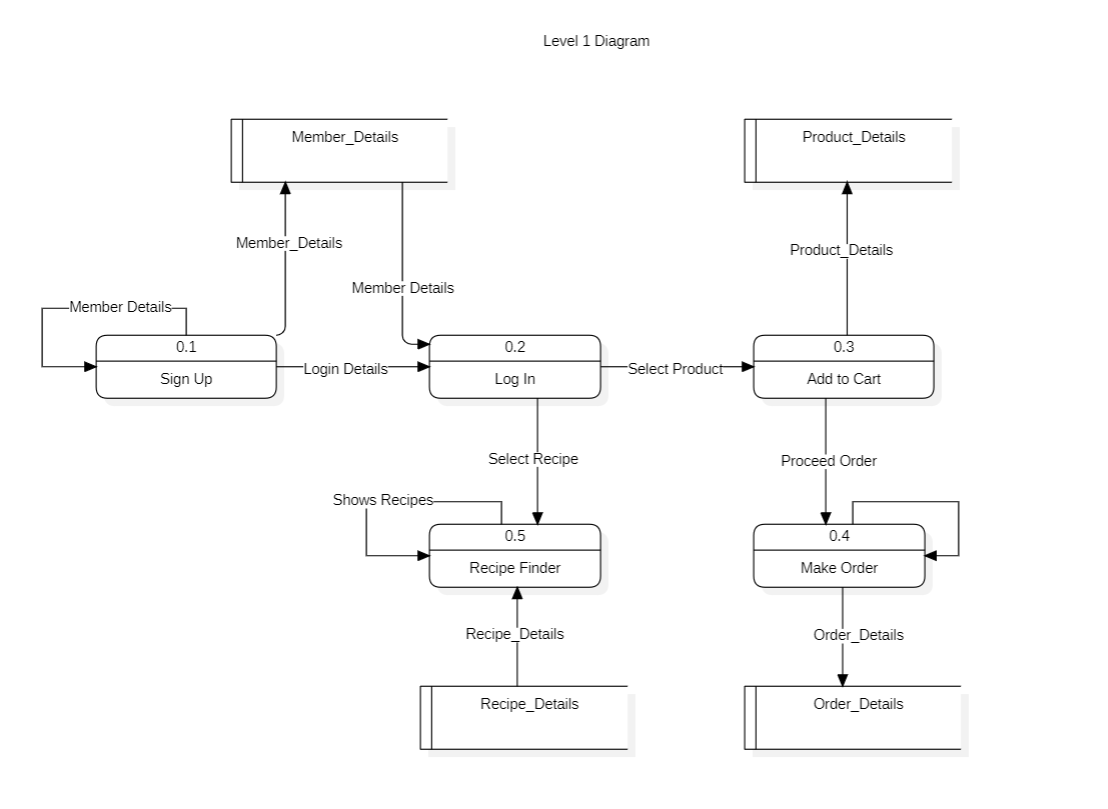 Level 1 Diagram
Member_Details
Product_Details
Member_Details
Product_Details
Member Details
Member Details
0.1
0.2
0.3
Sign Up
Login Details
Log In
Select Product
Add to Cart
Select Recipe
Proceed Order
Shows Recipes
0.5
0.4
Recipe Finder
Make Order
Recipe_Details
Order_Details
Recipe_Details
Order_Details